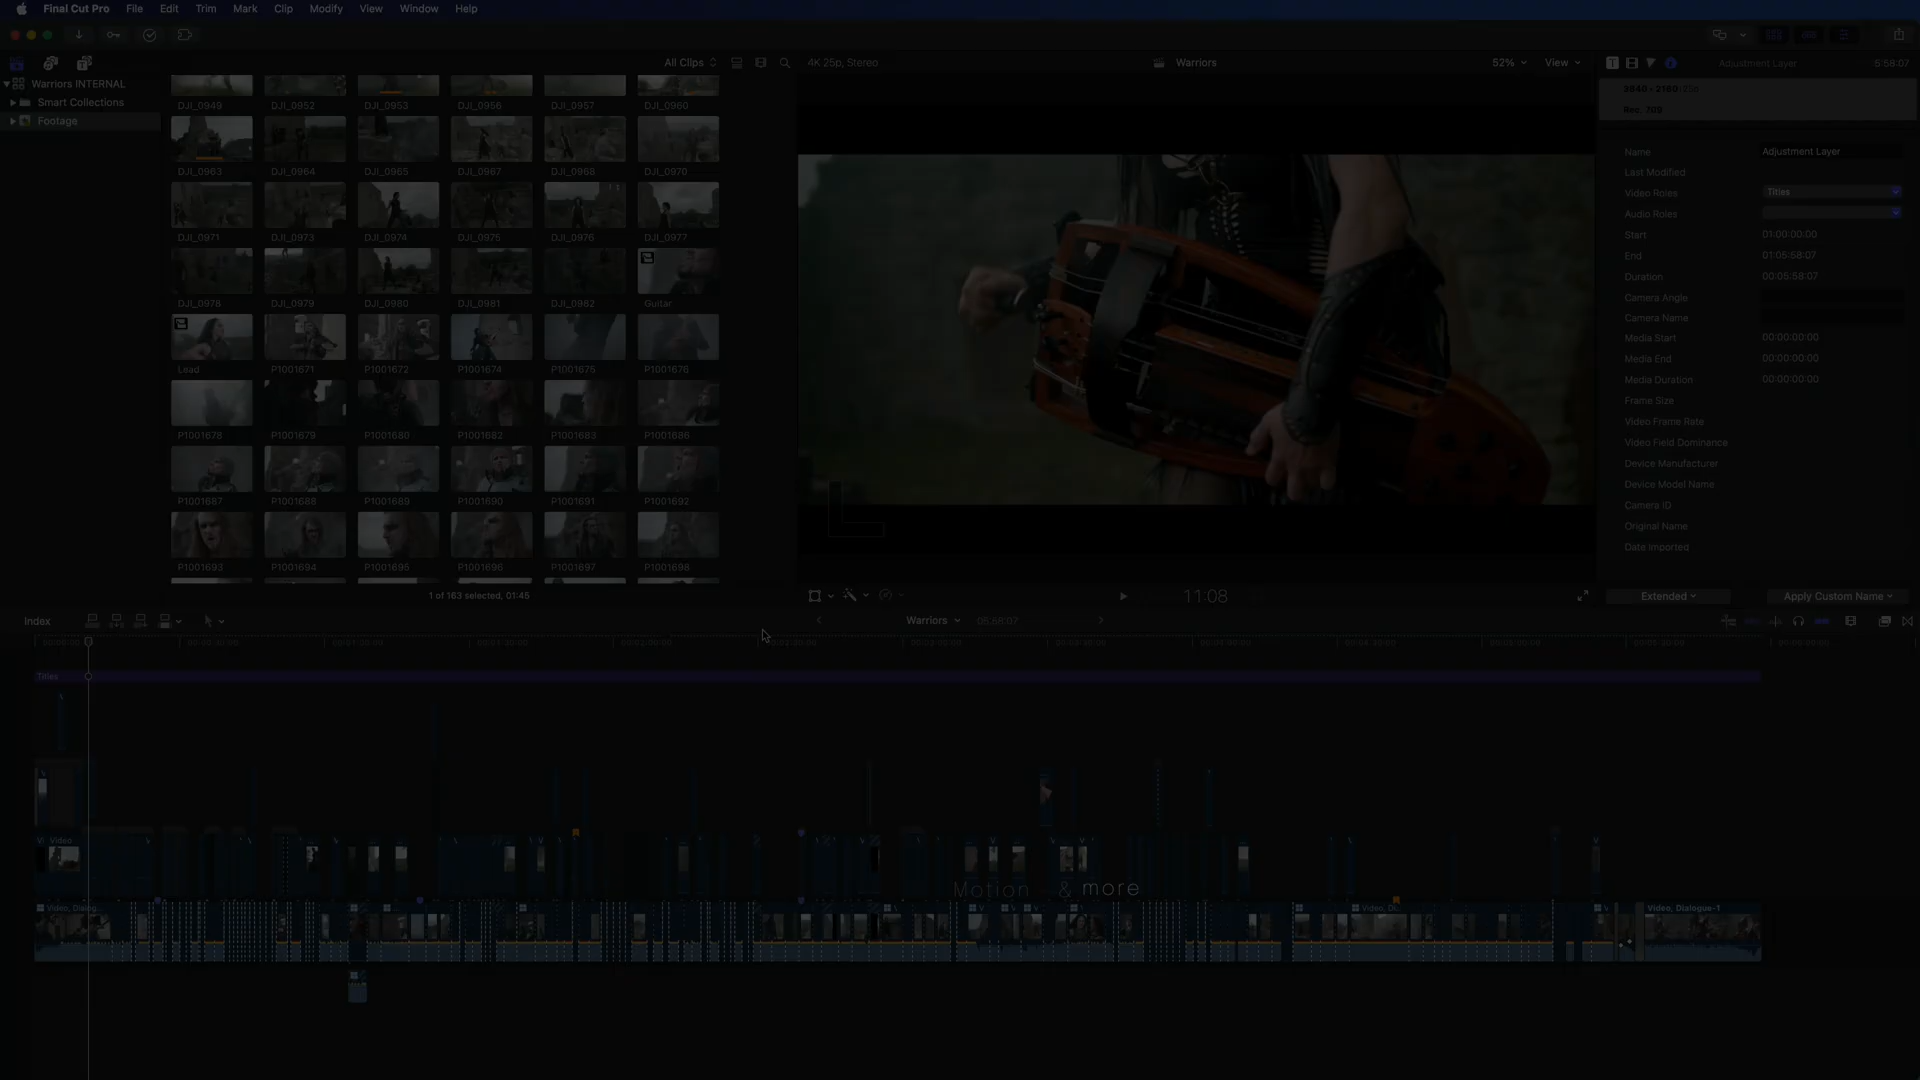 Final Cut Pro File Edit Trim Mark Clip Modify View Window Help
All Clips 4K 25p, Stereo Warriors 52% View Adjustment Layer 5:58:07
Warriors INTERNAL
Smart Collections
Footage
DJI_0949 DJI_0952 DJI_0953 DJI_0956 DJI_0957 DJI_0960
DJI_0963 DJI_0964 DJI_0965 DJI_0967 DJI_0968 DJI_0970
DJI_0971 DJI_0973 DJI_0974 DJI_0975 DJI_0976 DJI_0977
DJI_0978 DJI_0979 DJI_0980 DJI_0981 DJI_0982 Guitar
Lead P1001671 P1001672 P1001674 P1001675 P1001676
P1001678 P1001679 P1001680 P1001682 P1001683 P1001686
P1001687 P1001688 P1001689 P1001690 P1001691 P1001692
P1001693 P1001694 P1001695 P1001696 P1001697 P1001698
1 of 163 selected, 01:45
11:08
Rec. 709
Name Adjustment Layer
Last Modified
Video Roles Titles
Audio Roles
Start 01:00:00:00
End 01:05:58:07
Duration 00:05:58:07
Camera Angle
Camera Name
Media Start 00:00:00:00
Media End 00:00:00:00
Media Duration 00:00:00:00
Frame Size
Video Frame Rate
Video Field Dominance
Device Manufacturer
Device Model Name
Camera ID
Original Name
Date Imported
Extended Apply Custom Name
Index Warriors 05:58:07
Titles
Video
Motion & more
Video, Dialogue-1